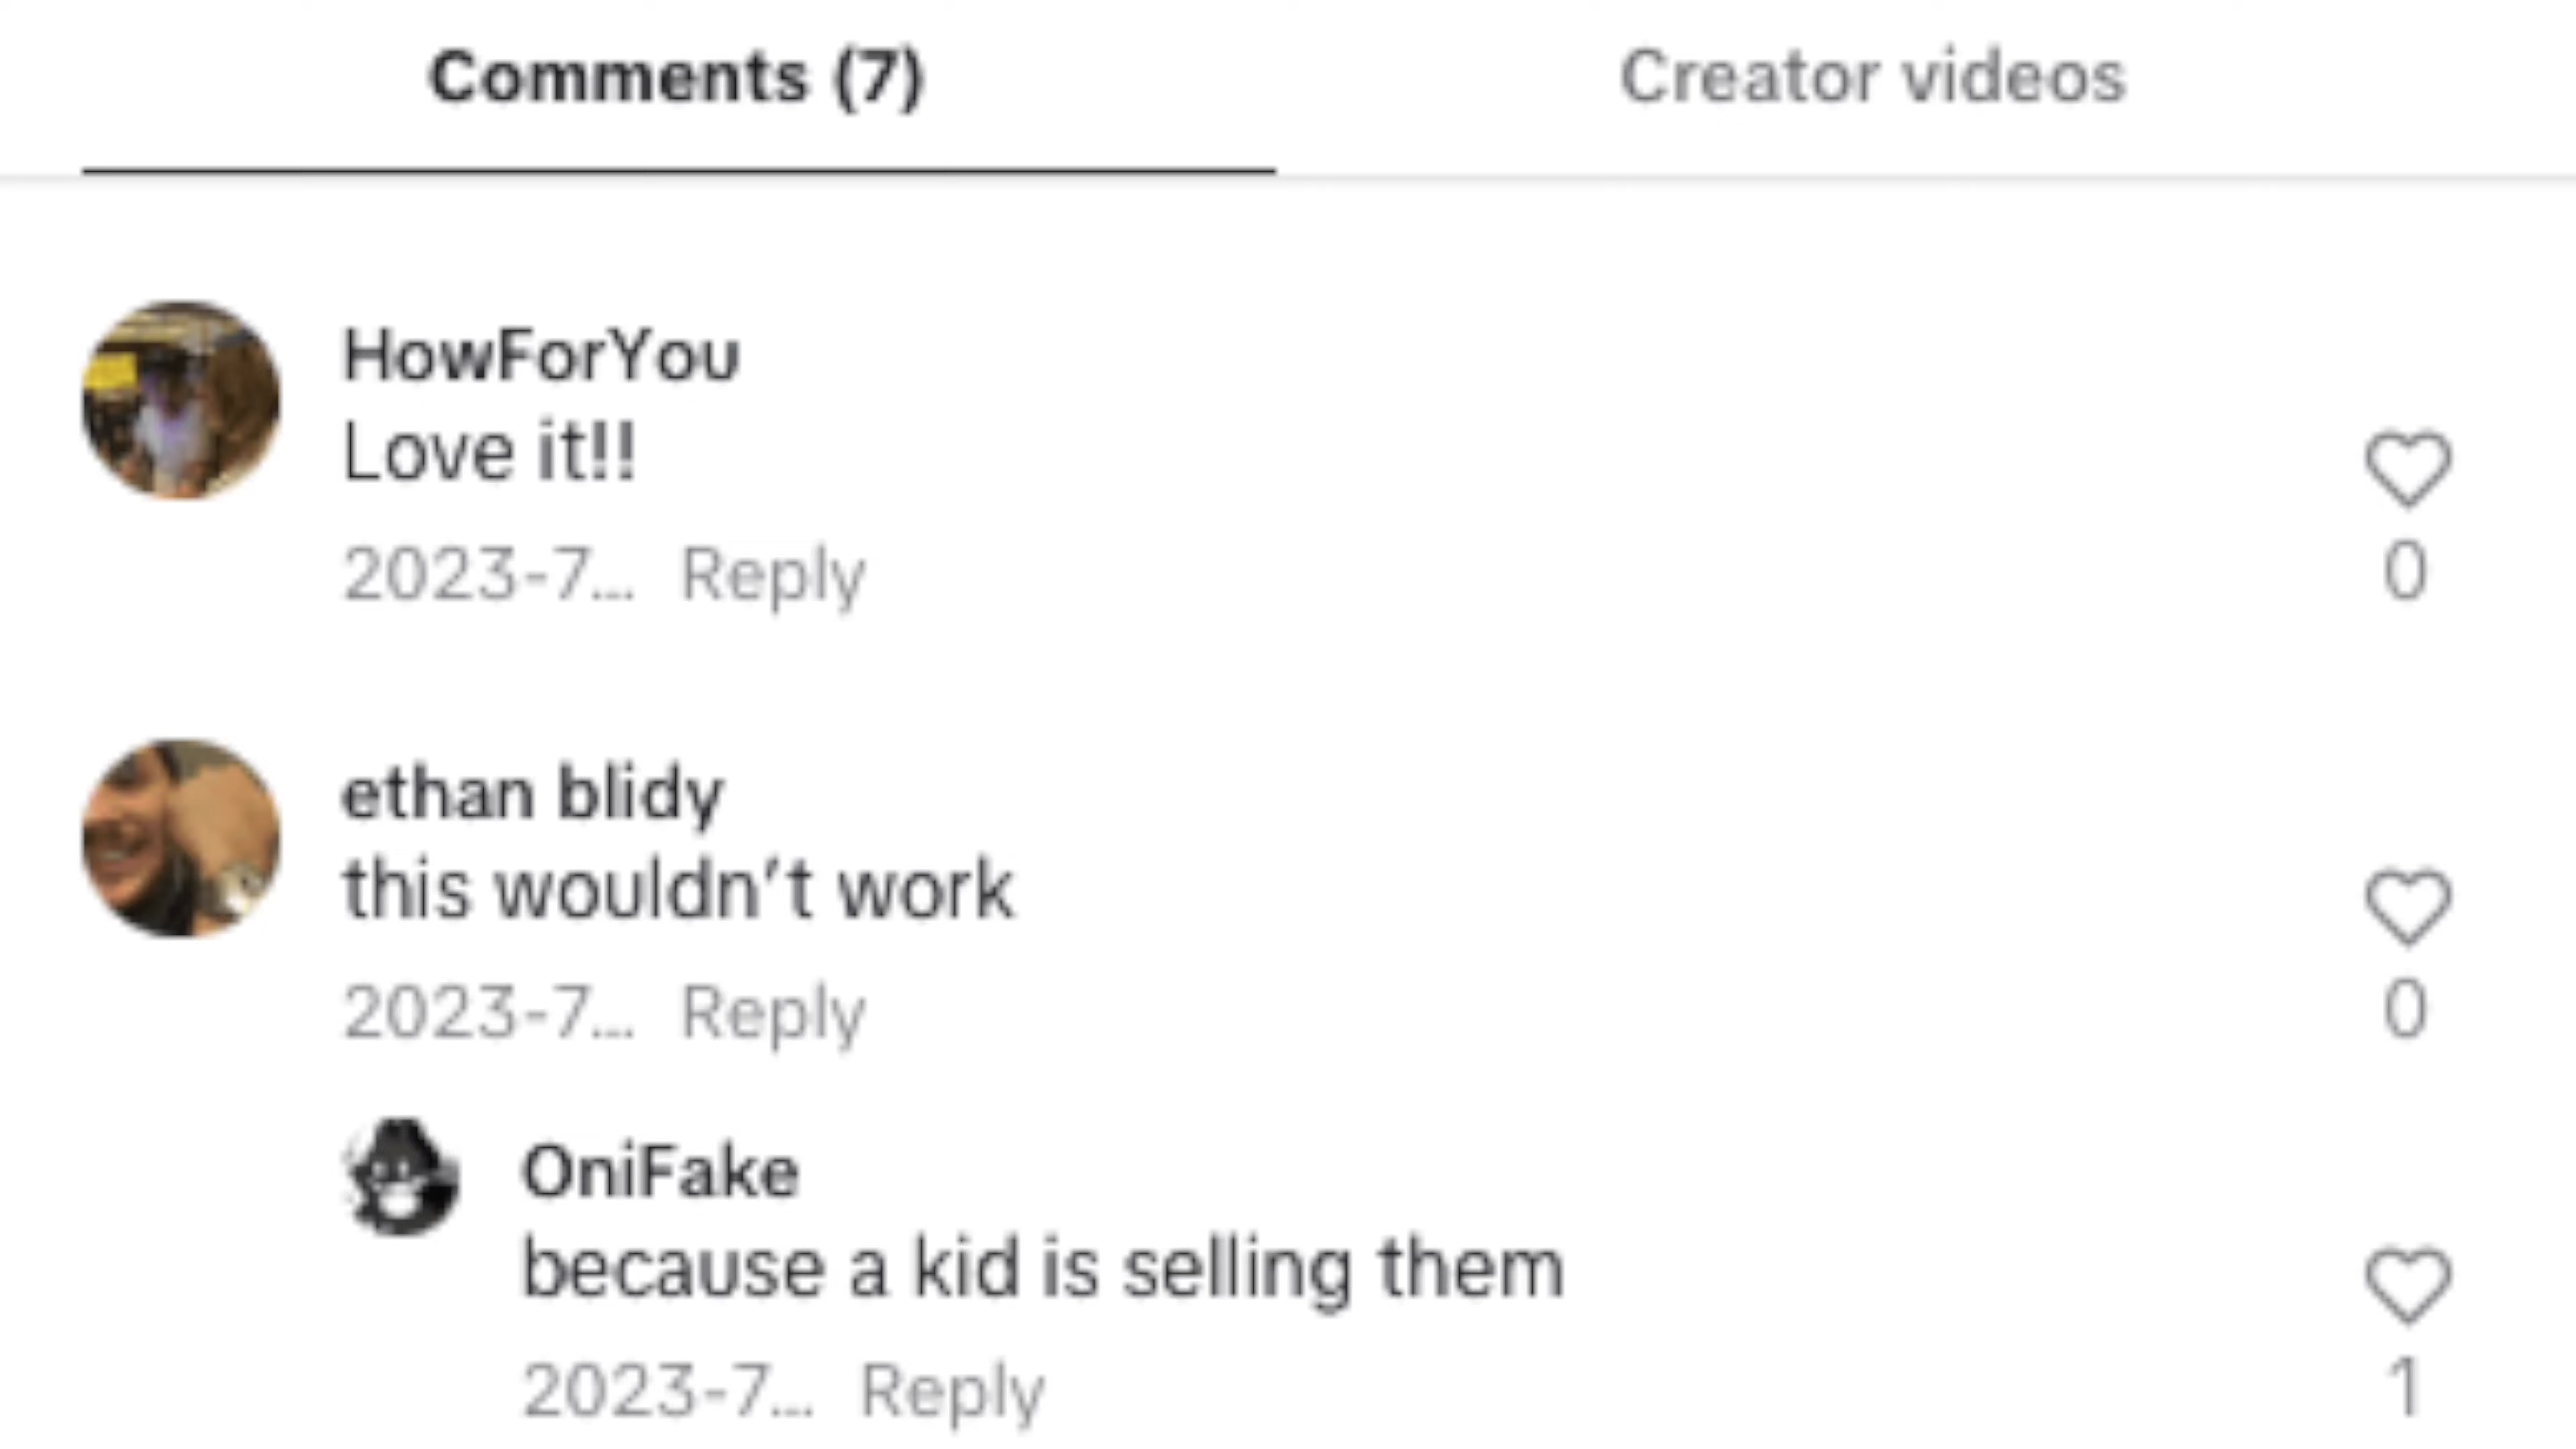 Comments (7)
Creator videos
HowForYou
Love it!!
2023-7... Reply
0
ethan blidy
this wouldn’t work
2023-7... Reply
0
OniFake
because a kid is selling them
2023-7... Reply
1